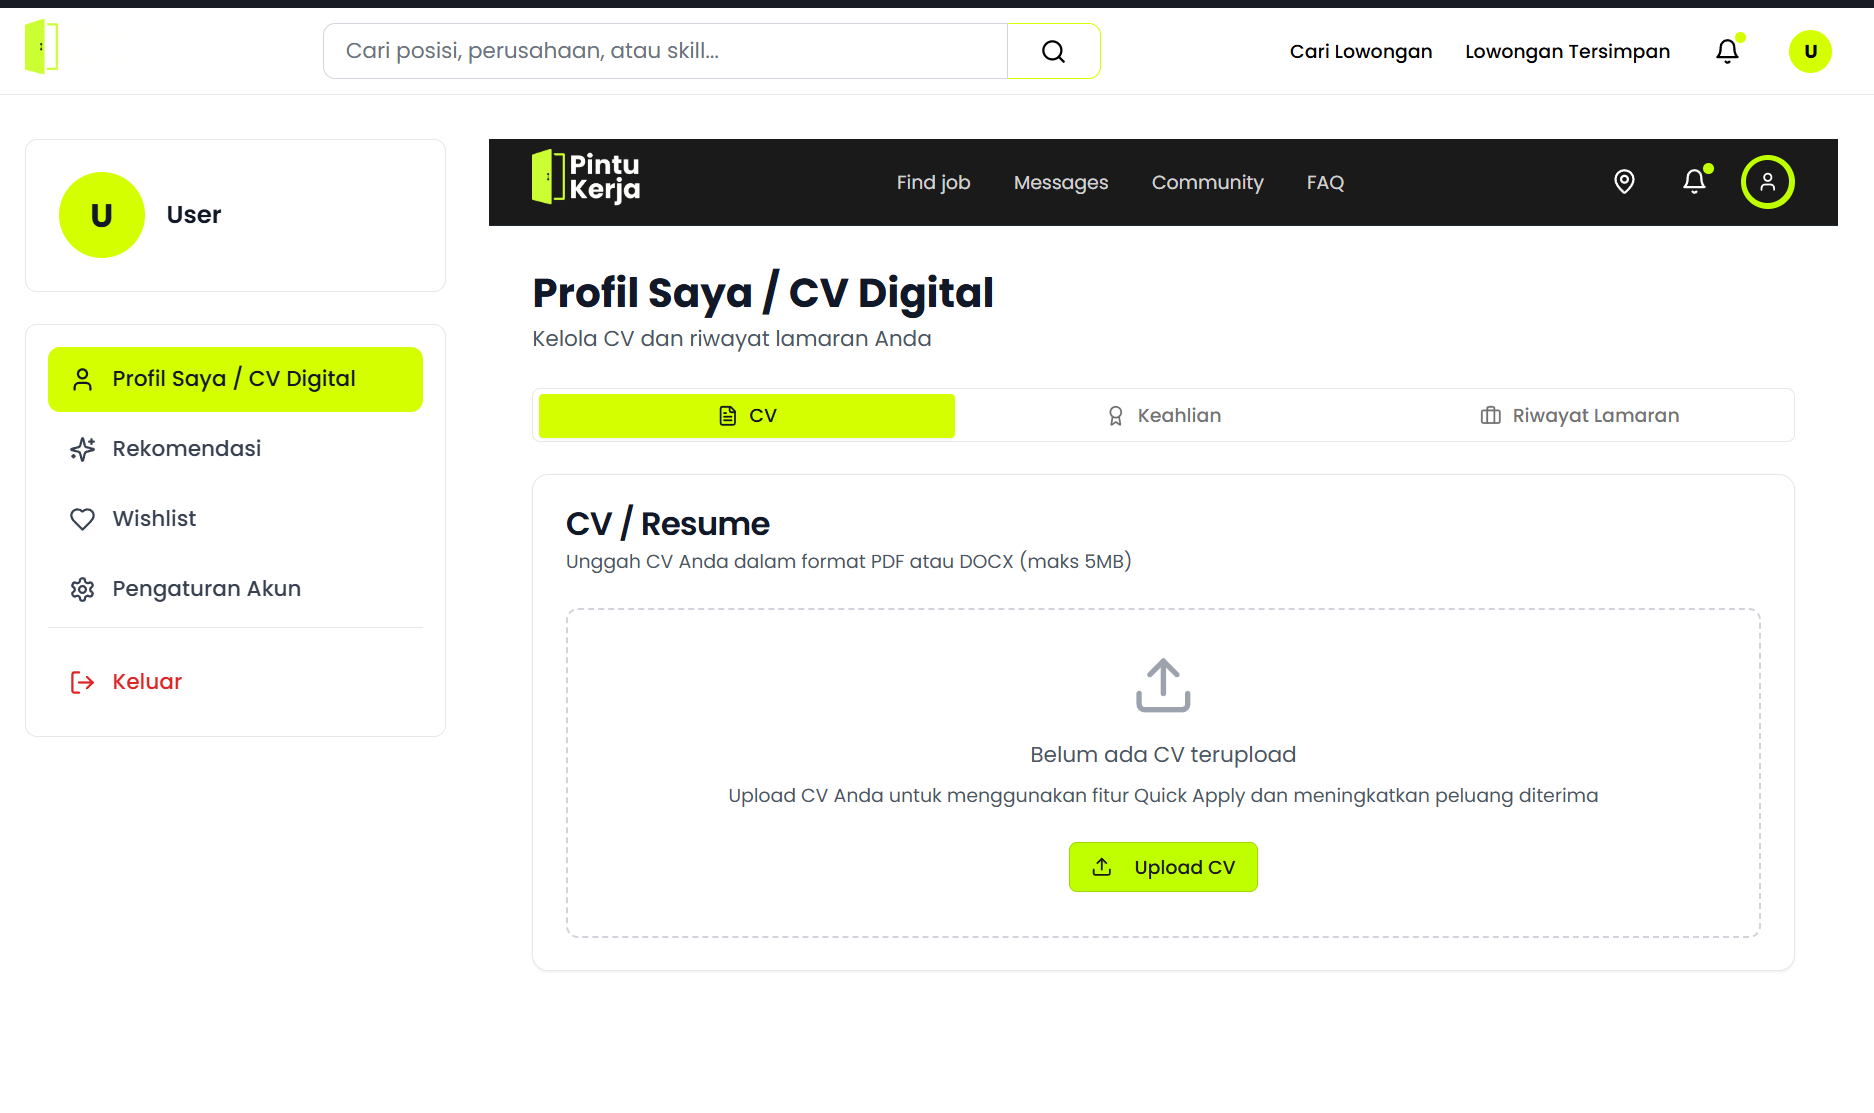 Cari posisi, perusahaan, atau skill...
Cari Lowongan
Lowongan Tersimpan
U
U
User
Profil Saya / CV Digital
Rekomendasi
Wishlist
Pengaturan Akun
Keluar
Pintu
Kerja
Find job
Messages
Community
FAQ
Profil Saya / CV Digital
Kelola CV dan riwayat lamaran Anda
CV
Keahlian
Riwayat Lamaran
CV / Resume
Unggah CV Anda dalam format PDF atau DOCX (maks 5MB)
Belum ada CV terupload
Upload CV Anda untuk menggunakan fitur Quick Apply dan meningkatkan peluang diterima
Upload CV